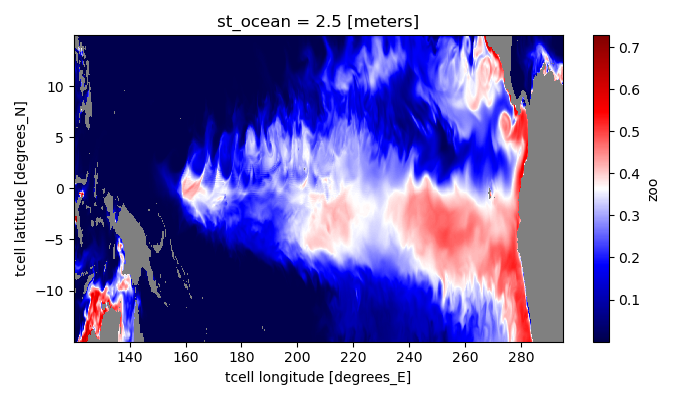 st_ocean = 2.5 [meters]
10
5
0
−5
−10
tcell latitude [degrees_N]
140 160 180 200 220 240 260 280
tcell longitude [degrees_E]
0.7
0.6
0.5
0.4
0.3
0.2
0.1
zoo